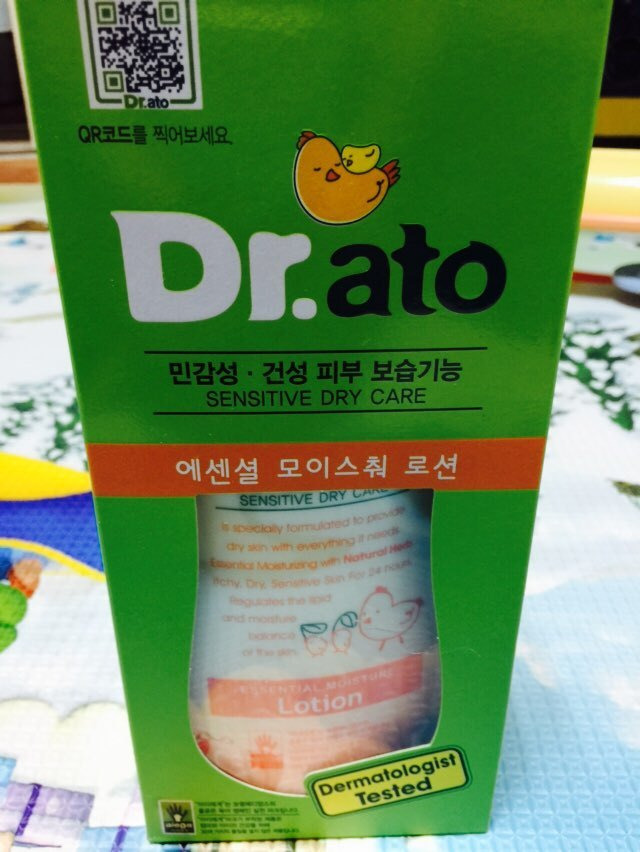 Dr.ato
QR코드를 찍어보세요.
Dr.ato
민감성 · 건성 피부 보습기능
SENSITIVE DRY CARE
에센셜 모이스춰 로션
SENSITIVE DRY CARE
is specially formulated to provide
dry skin with everything it needs.
Essential Moisturizing with Natural Herb
Itchy, Dry, Sensitive Skin For 24 hours.
Regulates the lipid
and moisture
balance
of the skin.
ESSENTIAL MOISTURE
Lotion
Dermatologist
Tested